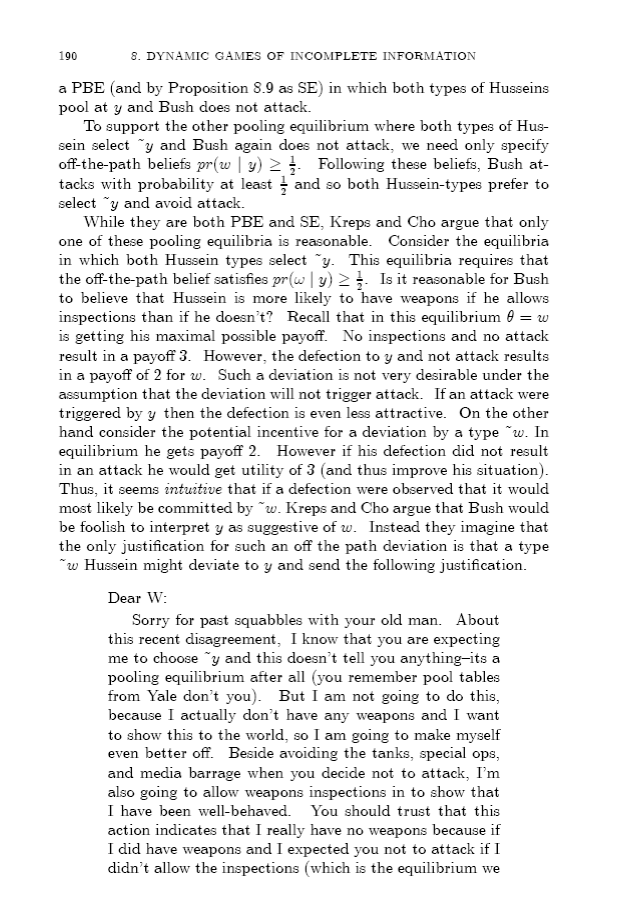 190 8. DYNAMIC GAMES OF INCOMPLETE INFORMATION
a PBE (and by Proposition 8.9 as SE) in which both types of Husseins
pool at y and Bush does not attack.
To support the other pooling equilibrium where both types of Hus-
sein select ~y and Bush again does not attack, we need only specify
off-the-path beliefs pr(w | y) ≥ 1/2. Following these beliefs, Bush at-
tacks with probability at least 1/2 and so both Hussein-types prefer to
select ~y and avoid attack.
While they are both PBE and SE, Kreps and Cho argue that only
one of these pooling equilibria is reasonable. Consider the equilibria
in which both Hussein types select ~y. This equilibria requires that
the off-the-path belief satisfies pr(ω | y) ≥ 1/2. Is it reasonable for Bush
to believe that Hussein is more likely to have weapons if he allows
inspections than if he doesn't? Recall that in this equilibrium θ = w
is getting his maximal possible payoff. No inspections and no attack
result in a payoff 3. However, the defection to y and not attack results
in a payoff of 2 for w. Such a deviation is not very desirable under the
assumption that the deviation will not trigger attack. If an attack were
triggered by y then the defection is even less attractive. On the other
hand consider the potential incentive for a deviation by a type ~w. In
equilibrium he gets payoff 2. However if his defection did not result
in an attack he would get utility of 3 (and thus improve his situation).
Thus, it seems intuitive that if a defection were observed that it would
most likely be committed by ~w. Kreps and Cho argue that Bush would
be foolish to interpret y as suggestive of w. Instead they imagine that
the only justification for such an off the path deviation is that a type
~w Hussein might deviate to y and send the following justification.
Dear W:
Sorry for past squabbles with your old man. About
this recent disagreement, I know that you are expecting
me to choose ~y and this doesn't tell you anything–its a
pooling equilibrium after all (you remember pool tables
from Yale don't you). But I am not going to do this,
because I actually don't have any weapons and I want
to show this to the world, so I am going to make myself
even better off. Beside avoiding the tanks, special ops,
and media barrage when you decide not to attack, I'm
also going to allow weapons inspections in to show that
I have been well-behaved. You should trust that this
action indicates that I really have no weapons because if
I did have weapons and I expected you not to attack if I
didn't allow the inspections (which is the equilibrium we